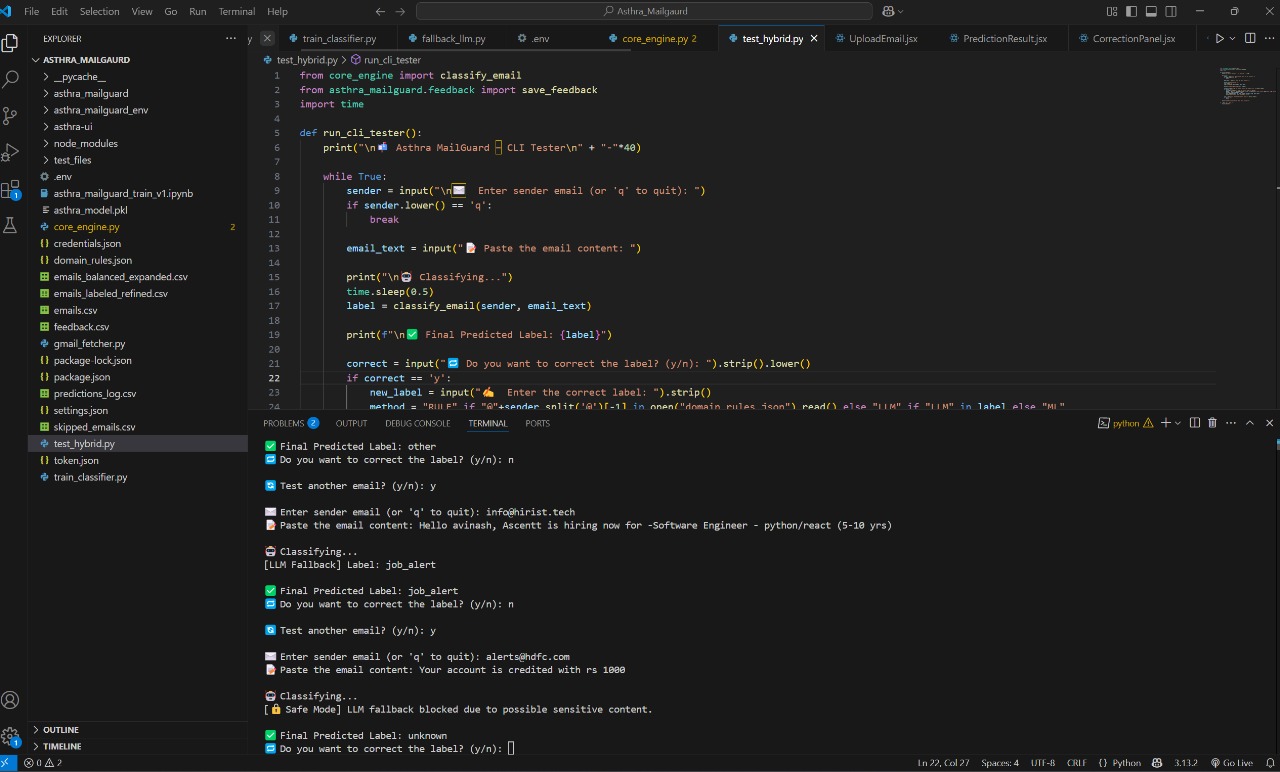 File Edit Selection View Go Run Terminal Help
Asthra_Mailgaurd
EXPLORER
ASTHRA_MAILGAURD
__pycache__
asthra_mailguard
asthra_mailguard_env
asthra-ui
node_modules
test_files
.env
asthra_mailguard_train_v1.ipynb
asthra_model.pkl
core_engine.py 2
credentials.json
domain_rules.json
emails_balanced_expanded.csv
emails_labeled_refined.csv
emails.csv
feedback.csv
gmail_fetcher.py
package-lock.json
package.json
predictions_log.csv
settings.json
skipped_emails.csv
test_hybrid.py
token.json
train_classifier.py
OUTLINE
TIMELINE
1
1
y train_classifier.py fallback_llm.py .env core_engine.py 2 test_hybrid.py UploadEmail.jsx PredictionResult.jsx CorrectionPanel.jsx
test_hybrid.py > run_cli_tester
1 from core_engine import classify_email
2 from asthra_mailguard.feedback import save_feedback
3 import time
4
5 def run_cli_tester():
6 print("\n📬 Asthra MailGuard – CLI Tester\n" + "-"*40)
7
8 while True:
9 sender = input("\n✉️ Enter sender email (or 'q' to quit): ")
10 if sender.lower() == 'q':
11 break
12
13 email_text = input("📝 Paste the email content: ")
14
15 print("\n🤖 Classifying...")
16 time.sleep(0.5)
17 label = classify_email(sender, email_text)
18
19 print(f"\n✅ Final Predicted Label: {label}")
20
21 correct = input("🔁 Do you want to correct the label? (y/n): ").strip().lower()
22 if correct == 'y':
23 new_label = input("✍️ Enter the correct label: ").strip()
24 method = "RULE" if "@"+sender.split('@')[-1] in open("domain_rules.json").read() else "LLM" if "LLM" in label else "ML"
PROBLEMS 2 OUTPUT DEBUG CONSOLE TERMINAL PORTS
python
✅ Final Predicted Label: other
🔁 Do you want to correct the label? (y/n): n
🔄 Test another email? (y/n): y
✉️ Enter sender email (or 'q' to quit): info@hirist.tech
📝 Paste the email content: Hello avinash, Ascentt is hiring now for -Software Engineer - python/react (5-10 yrs)
🤖 Classifying...
[LLM Fallback] Label: job_alert
✅ Final Predicted Label: job_alert
🔁 Do you want to correct the label? (y/n): n
🔄 Test another email? (y/n): y
✉️ Enter sender email (or 'q' to quit): alerts@hdfc.com
📝 Paste the email content: Your account is credited with rs 1000
🤖 Classifying...
[🔒 Safe Mode] LLM fallback blocked due to possible sensitive content.
✅ Final Predicted Label: unknown
🔁 Do you want to correct the label? (y/n):
0 2
Ln 22, Col 27 Spaces: 4 UTF-8 CRLF {} Python 3.13.2 Go Live